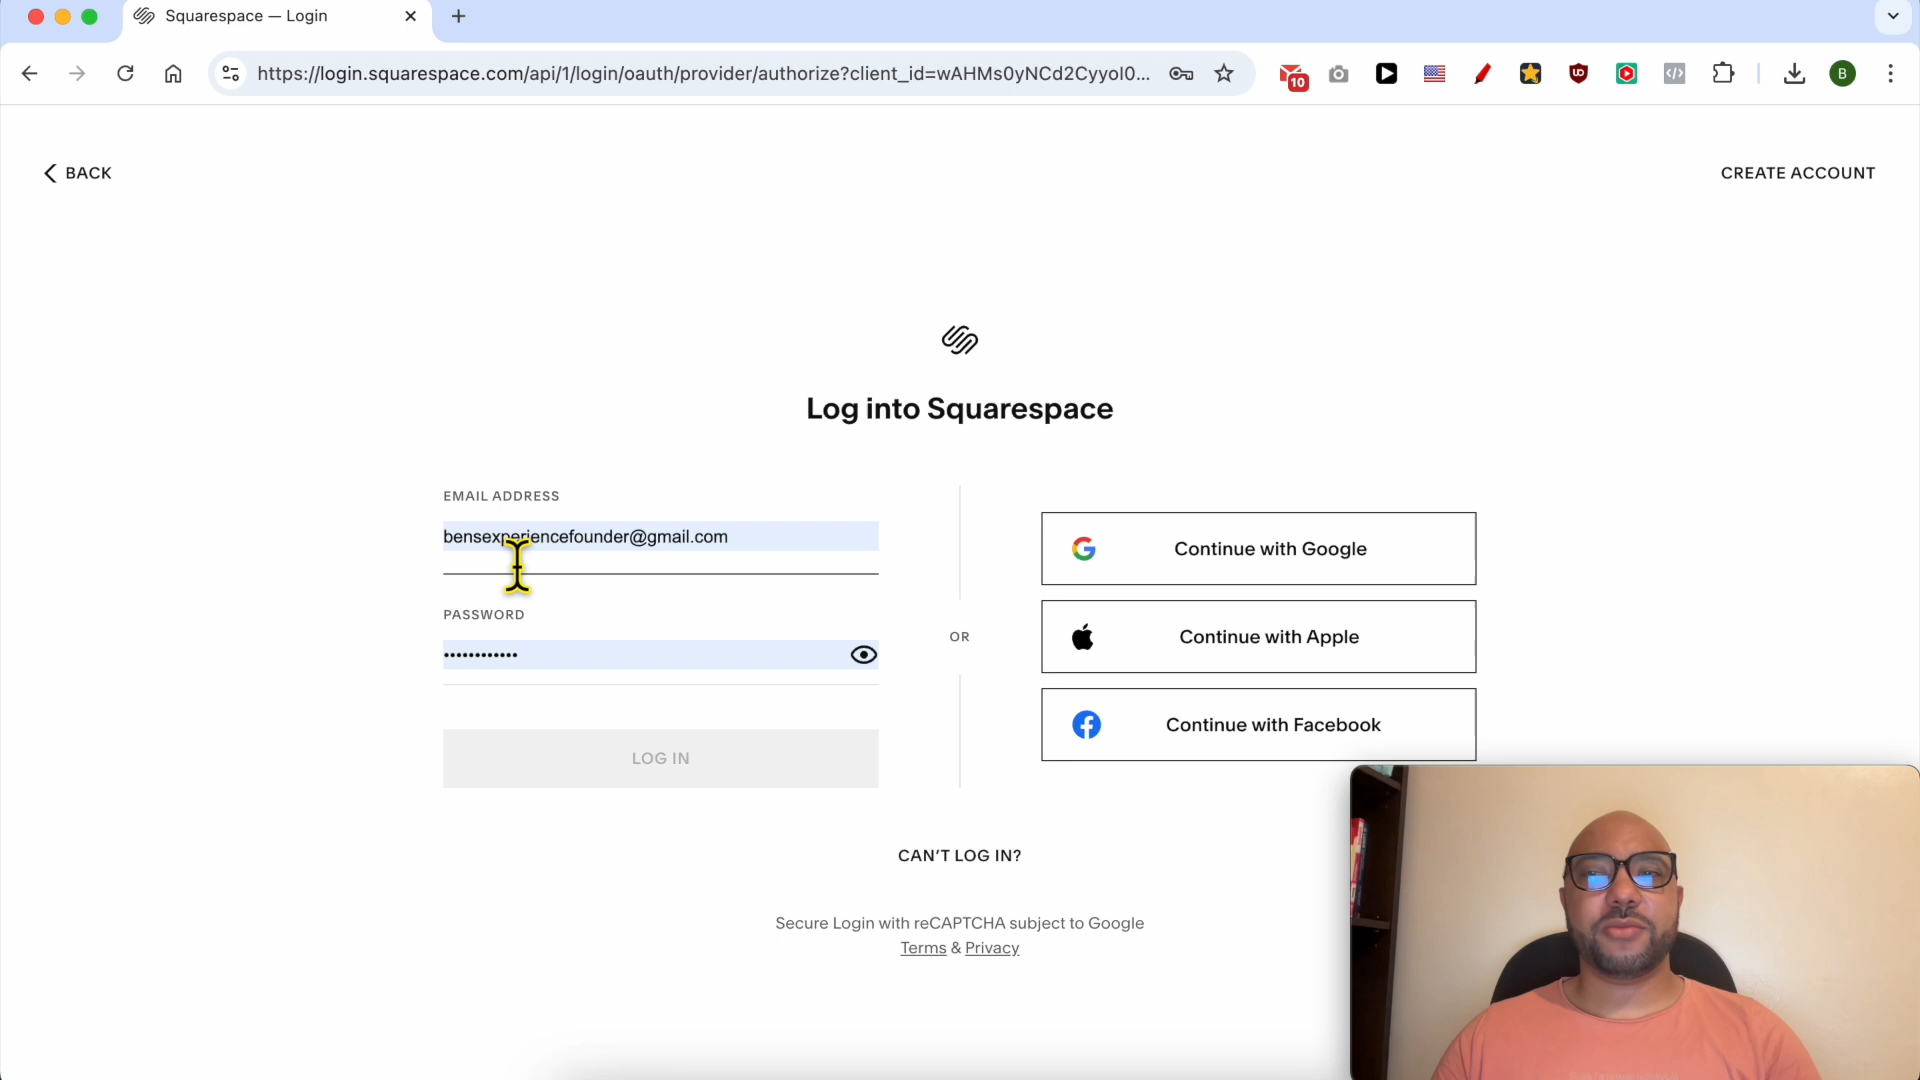 Squarespace — Login
https://login.squarespace.com/api/1/login/oauth/provider/authorize?client_id=wAHMs0yNCd2Cyyol0...
10
B
BACK
CREATE ACCOUNT
Log into Squarespace
EMAIL ADDRESS
bensexperiencefounder@gmail.com
PASSWORD
••••••••••••
LOG IN
OR
Continue with Google
Continue with Apple
Continue with Facebook
CAN'T LOG IN?
Secure Login with reCAPTCHA subject to Google
Terms & Privacy